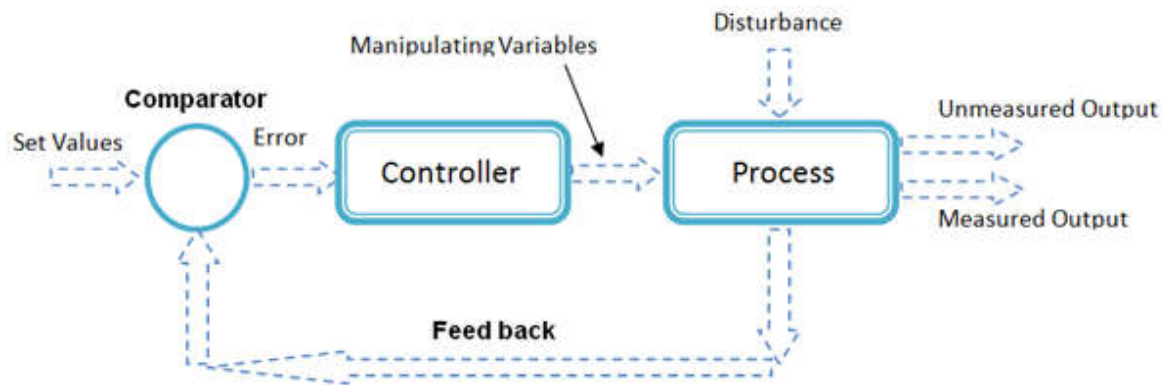 Disturbance
Manipulating Variables
Comparator
Unmeasured Output
Set Values
Error
Controller
Process
Measured Output
Feed back